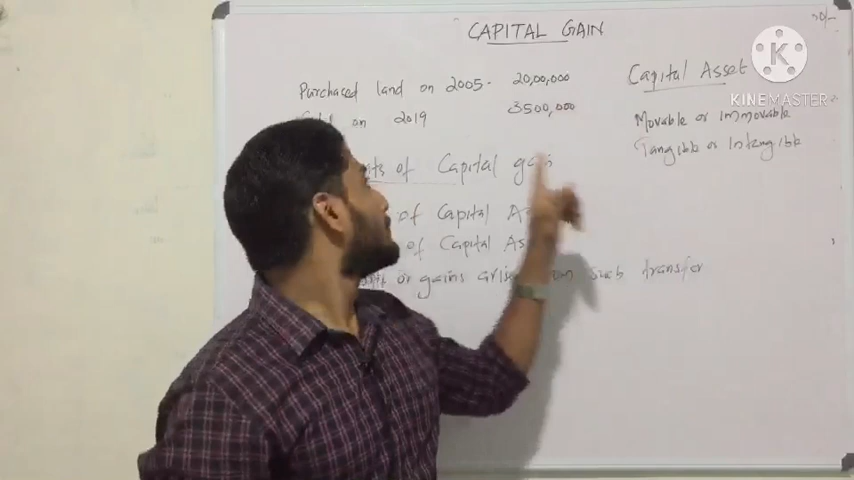 CAPITAL GAIN
Purchased land on 2005- 20,00,000
on 2019 3500,000
of Capital gain
of Capital
of Capital
or gains such transfer
Capital Asset
Movable or immovable
Tangible or Intangible
K
KINEMASTER